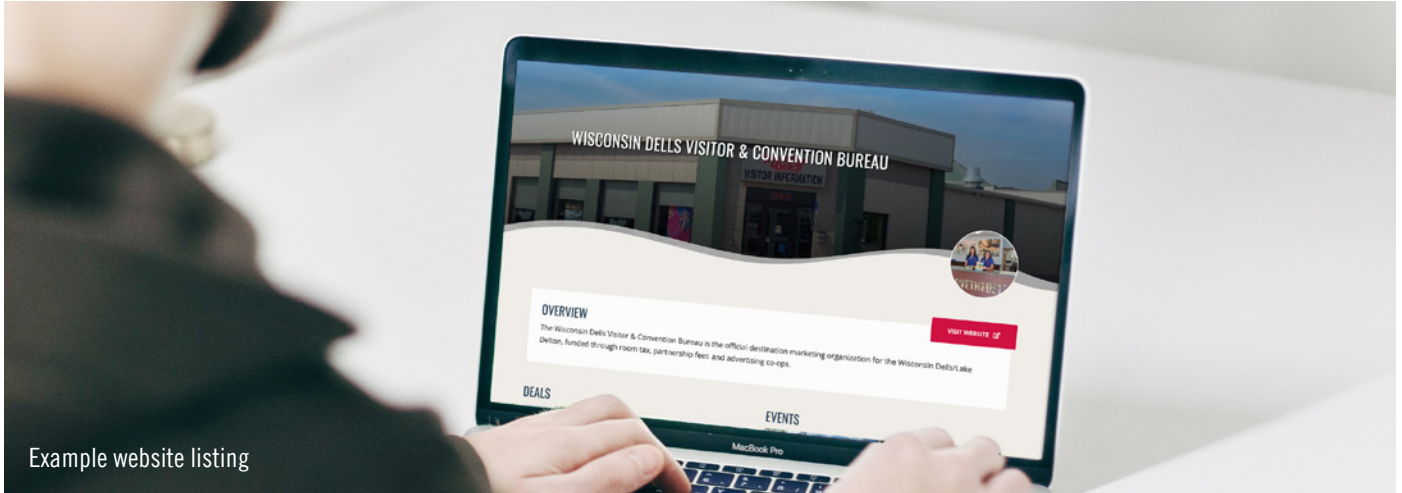 WISCONSIN DELLS VISITOR & CONVENTION BUREAU
VISITOR INFORMATION
OVERVIEW
VISIT WEBSITE
The Wisconsin Dells Visitor & Convention Bureau is the official destination marketing organization for the Wisconsin Dells/Lake
Delton, funded through room tax, partnership fees and advertising co-ops.
DEALS
EVENTS
MacBook Pro
Example website listing